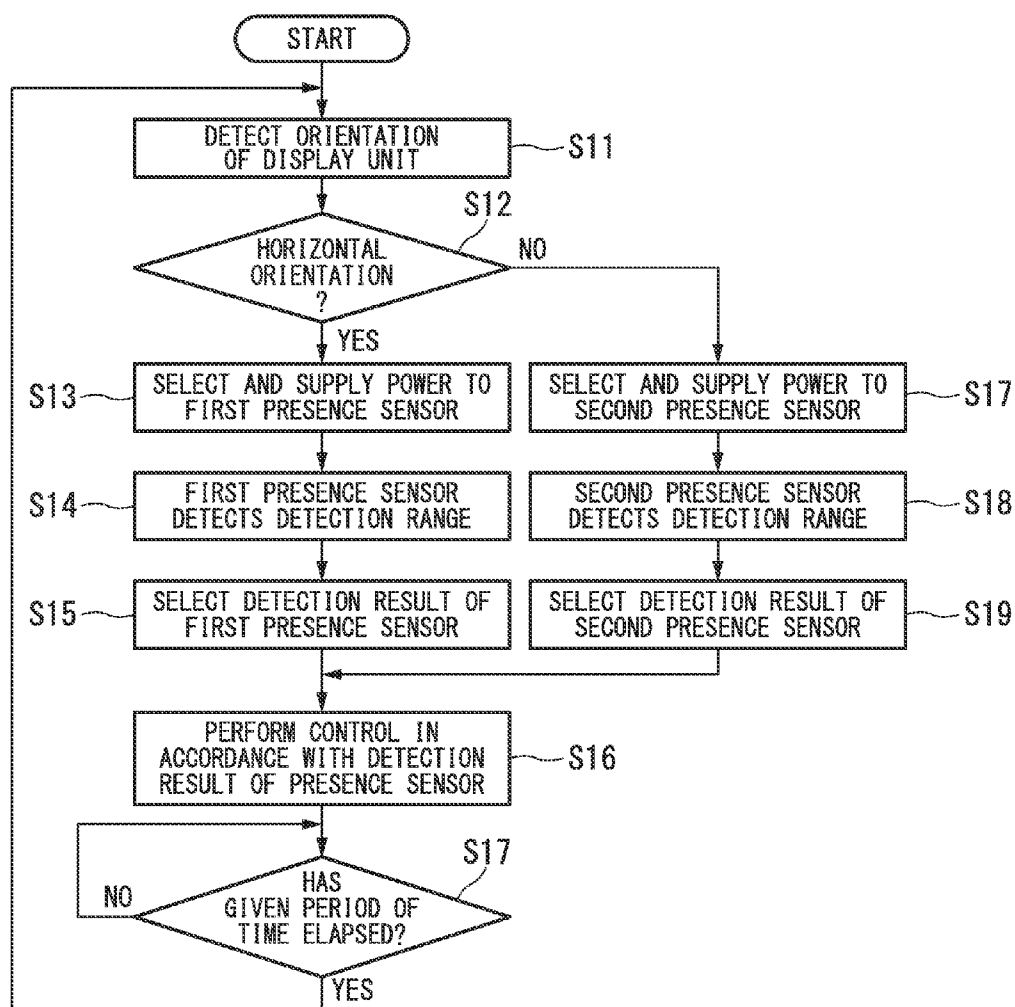 START
DETECT ORIENTATION
OF DISPLAY UNIT
S11
S12
HORIZONTAL
ORIENTATION
?
NO
YES
S13
SELECT AND SUPPLY POWER TO
FIRST PRESENCE SENSOR
SELECT AND SUPPLY POWER TO
SECOND PRESENCE SENSOR
S17
S14
FIRST PRESENCE SENSOR
DETECTS DETECTION RANGE
SECOND PRESENCE SENSOR
DETECTS DETECTION RANGE
S18
S15
SELECT DETECTION RESULT OF
FIRST PRESENCE SENSOR
SELECT DETECTION RESULT OF
SECOND PRESENCE SENSOR
S19
PERFORM CONTROL IN
ACCORDANCE WITH DETECTION
RESULT OF PRESENCE SENSOR
S16
S17
HAS
GIVEN PERIOD OF
TIME ELAPSED?
NO
YES